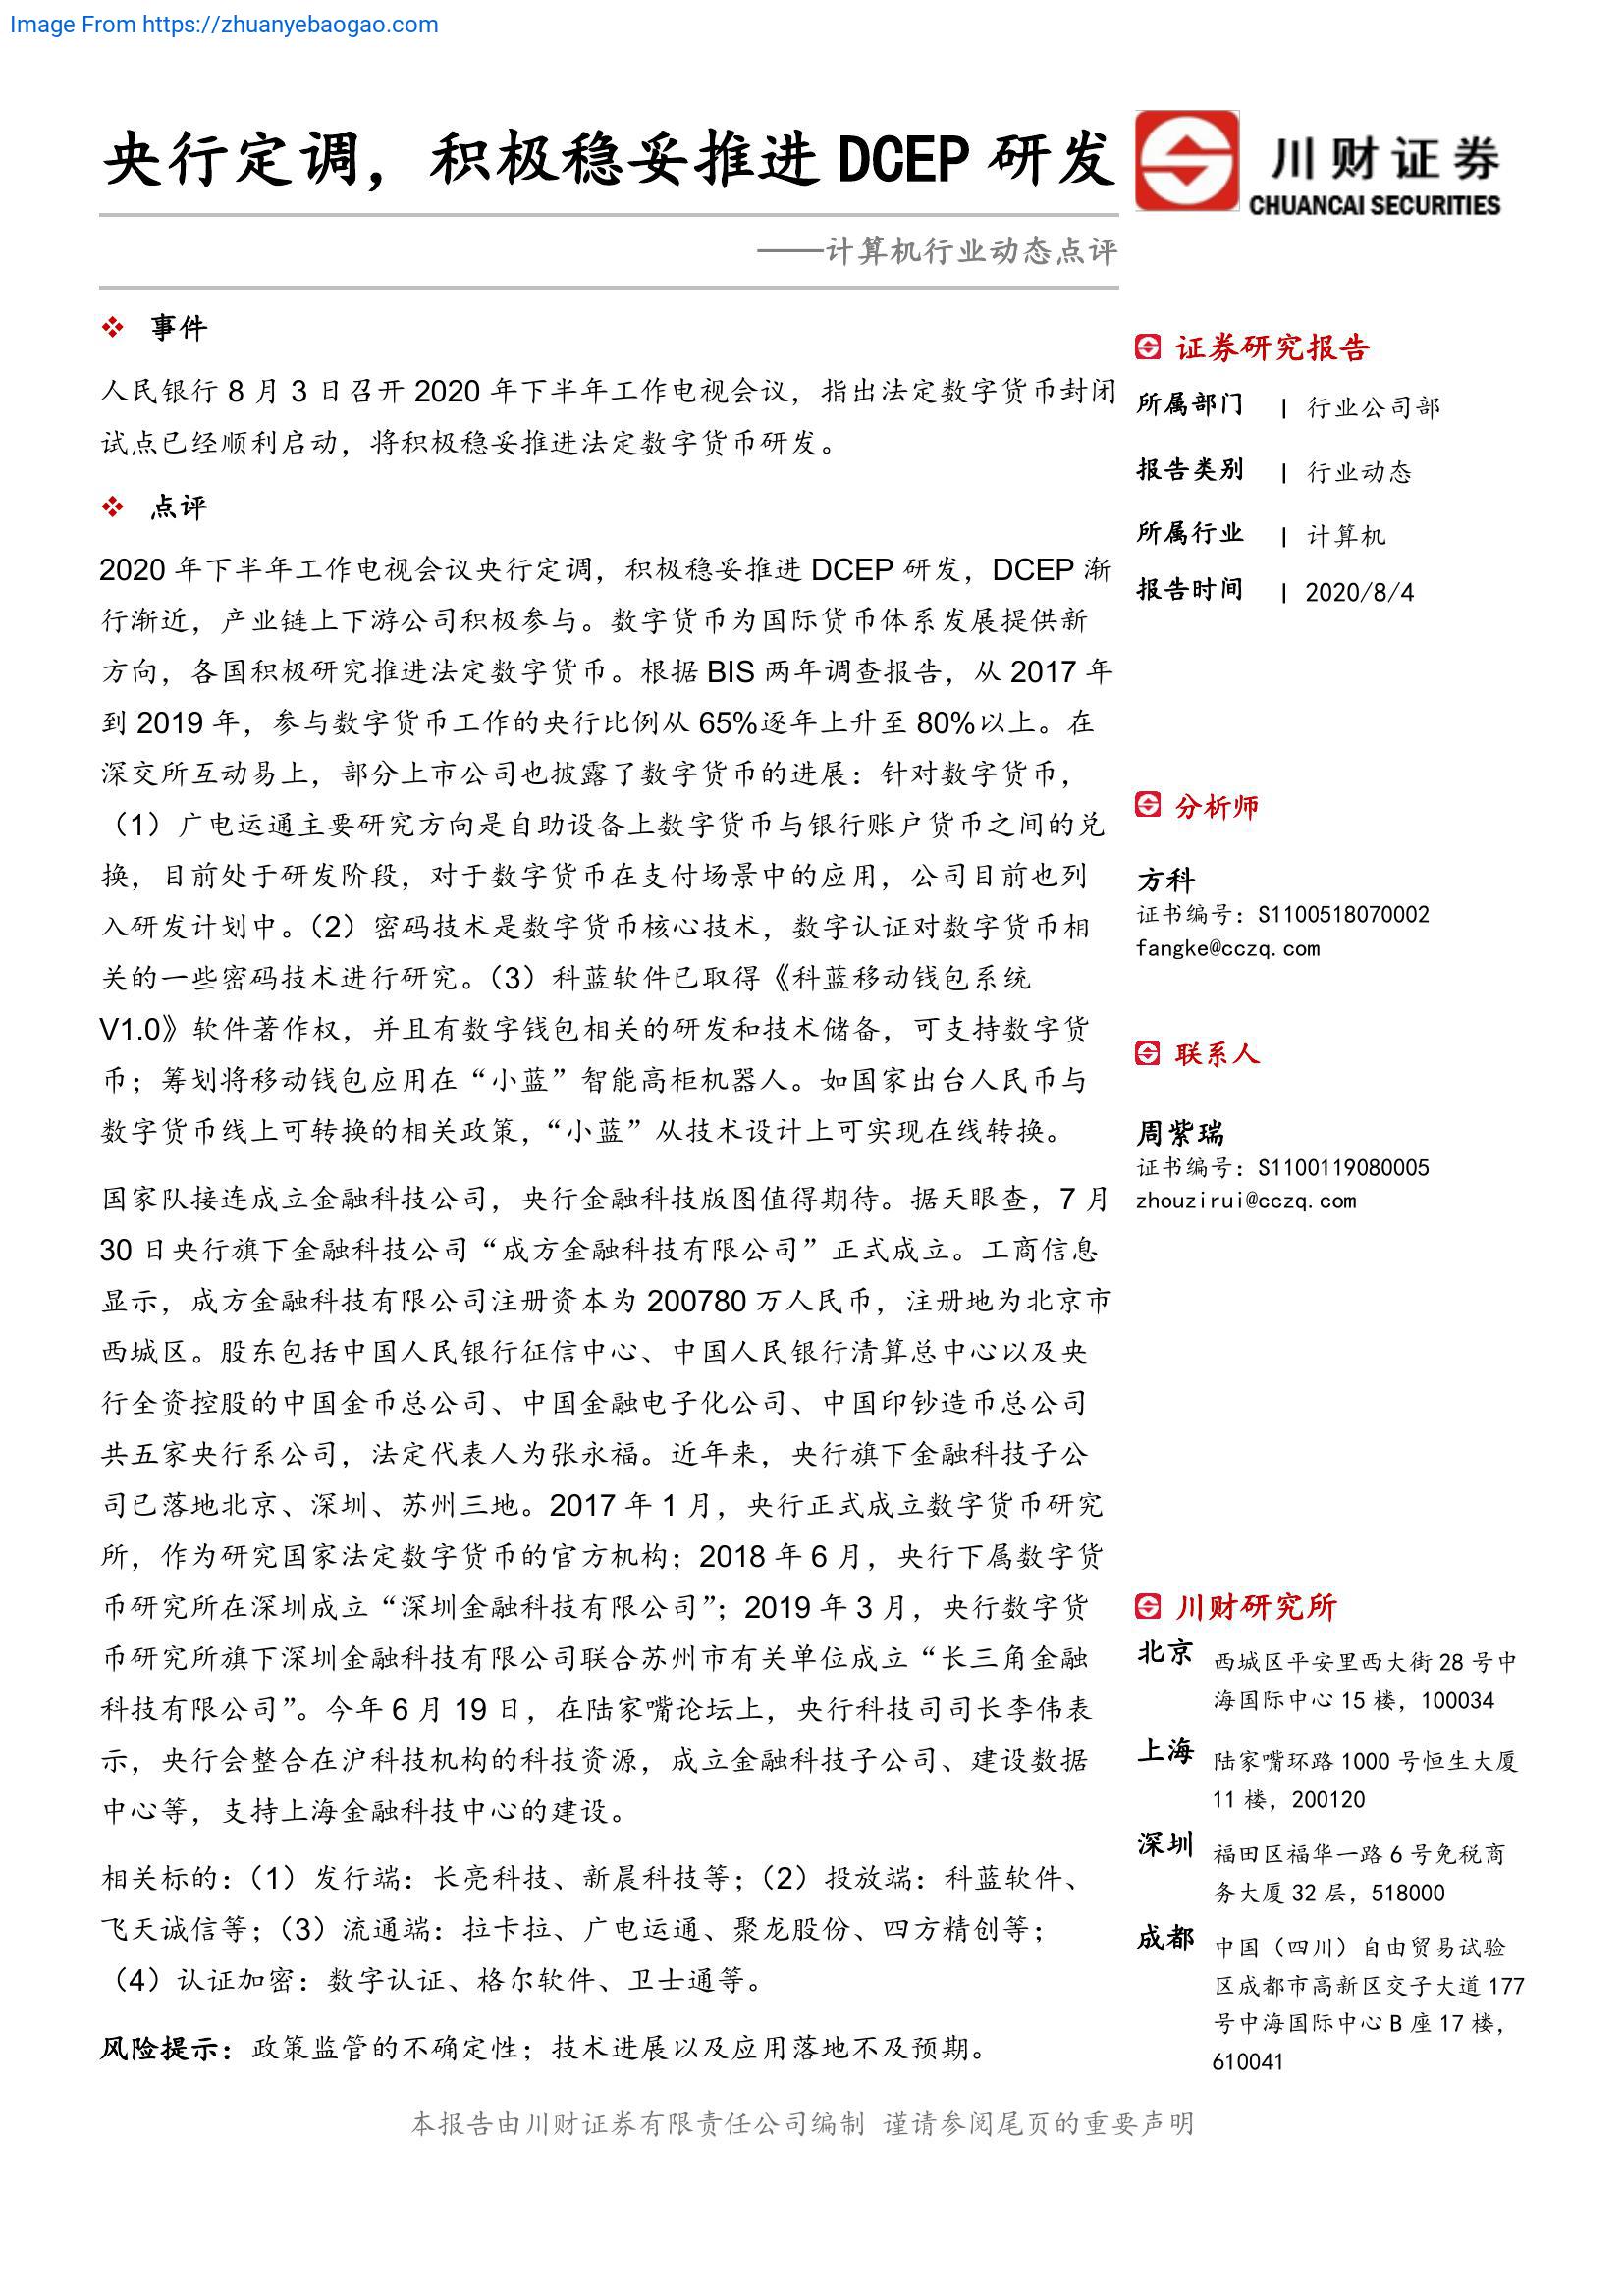 Image From https://zhuanyebaogao.com
央行定调，积极稳妥推进 DCEP 研发
川财证券
CHUANCAI SECURITIES
——计算机行业动态点评
事件
人民银行 8 月 3 日召开 2020 年下半年工作电视会议，指出法定数字货币封闭
试点已经顺利启动，将积极稳妥推进法定数字货币研发。
点评
2020 年下半年工作电视会议央行定调，积极稳妥推进 DCEP 研发，DCEP 渐
行渐近，产业链上下游公司积极参与。数字货币为国际货币体系发展提供新
方向，各国积极研究推进法定数字货币。根据 BIS 两年调查报告，从 2017 年
到 2019 年，参与数字货币工作的央行比例从 65%逐年上升至 80%以上。在
深交所互动易上，部分上市公司也披露了数字货币的进展：针对数字货币，
（1）广电运通主要研究方向是自助设备上数字货币与银行账户货币之间的兑
换，目前处于研发阶段，对于数字货币在支付场景中的应用，公司目前也列
入研发计划中。（2）密码技术是数字货币核心技术，数字认证对数字货币相
关的一些密码技术进行研究。（3）科蓝软件已取得《科蓝移动钱包系统
V1.0》软件著作权，并且有数字钱包相关的研发和技术储备，可支持数字货
币；筹划将移动钱包应用在“小蓝”智能高柜机器人。如国家出台人民币与
数字货币线上可转换的相关政策，“小蓝”从技术设计上可实现在线转换。
国家队接连成立金融科技公司，央行金融科技版图值得期待。据天眼查，7 月
30 日央行旗下金融科技公司“成方金融科技有限公司”正式成立。工商信息
显示，成方金融科技有限公司注册资本为 200780 万人民币，注册地为北京市
西城区。股东包括中国人民银行征信中心、中国人民银行清算总中心以及央
行全资控股的中国金币总公司、中国金融电子化公司、中国印钞造币总公司
共五家央行系公司，法定代表人为张永福。近年来，央行旗下金融科技子公
司已落地北京、深圳、苏州三地。2017 年 1 月，央行正式成立数字货币研究
所，作为研究国家法定数字货币的官方机构；2018 年 6 月，央行下属数字货
币研究所在深圳成立“深圳金融科技有限公司”；2019 年 3 月，央行数字货
币研究所旗下深圳金融科技有限公司联合苏州市有关单位成立“长三角金融
科技有限公司”。今年 6 月 19 日，在陆家嘴论坛上，央行科技司司长李伟表
示，央行会整合在沪科技机构的科技资源，成立金融科技子公司、建设数据
中心等，支持上海金融科技中心的建设。
相关标的：（1）发行端：长亮科技、新晨科技等；（2）投放端：科蓝软件、
飞天诚信等；（3）流通端：拉卡拉、广电运通、聚龙股份、四方精创等；
（4）认证加密：数字认证、格尔软件、卫士通等。
风险提示：政策监管的不确定性；技术进展以及应用落地不及预期。
证券研究报告
所属部门 | 行业公司部
报告类别 | 行业动态
所属行业 | 计算机
报告时间 | 2020/8/4
分析师
方科
证书编号：S1100518070002
fangke@cczq.com
联系人
周紫瑞
证书编号：S1100119080005
zhouzirui@cczq.com
川财研究所
北京 西城区平安里西大街 28 号中
海国际中心 15 楼，100034
上海 陆家嘴环路 1000 号恒生大厦
11 楼，200120
深圳 福田区福华一路 6 号免税商
务大厦 32 层，518000
成都 中国（四川）自由贸易试验
区成都市高新区交子大道 177
号中海国际中心 B 座 17 楼，
610041
本报告由川财证券有限责任公司编制 谨请参阅尾页的重要声明